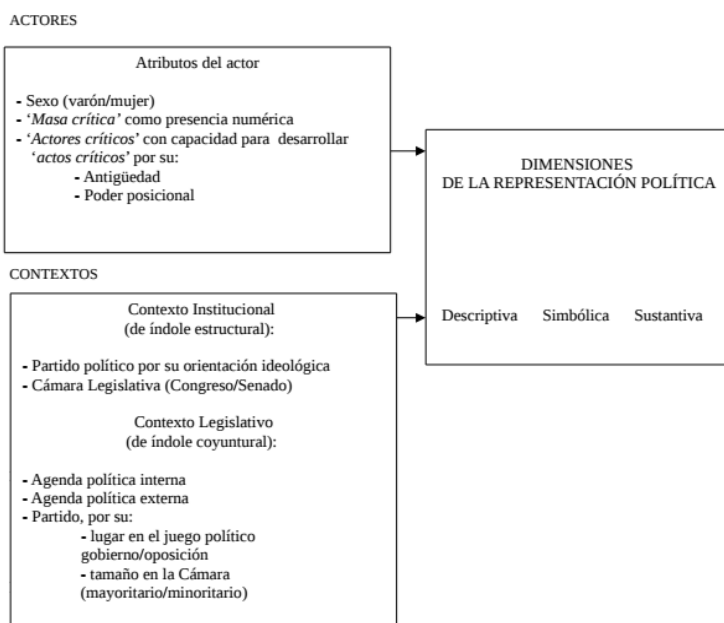 ACTORES
Atributos del actor
- Sexo (varón/mujer)
- ‘Masa crítica’ como presencia numérica
- ‘Actores críticos’ con capacidad para desarrollar
‘actos críticos’ por su:
- Antigüedad
- Poder posicional
CONTEXTOS
Contexto Institucional
(de índole estructural):
- Partido político por su orientación ideológica
- Cámara Legislativa (Congreso/Senado)
Contexto Legislativo
(de índole coyuntural):
- Agenda política interna
- Agenda política externa
- Partido, por su:
- lugar en el juego político
gobierno/oposición
- tamaño en la Cámara
(mayoritario/minoritario)
DIMENSIONES
DE LA REPRESENTACIÓN POLÍTICA
Descriptiva Simbólica Sustantiva